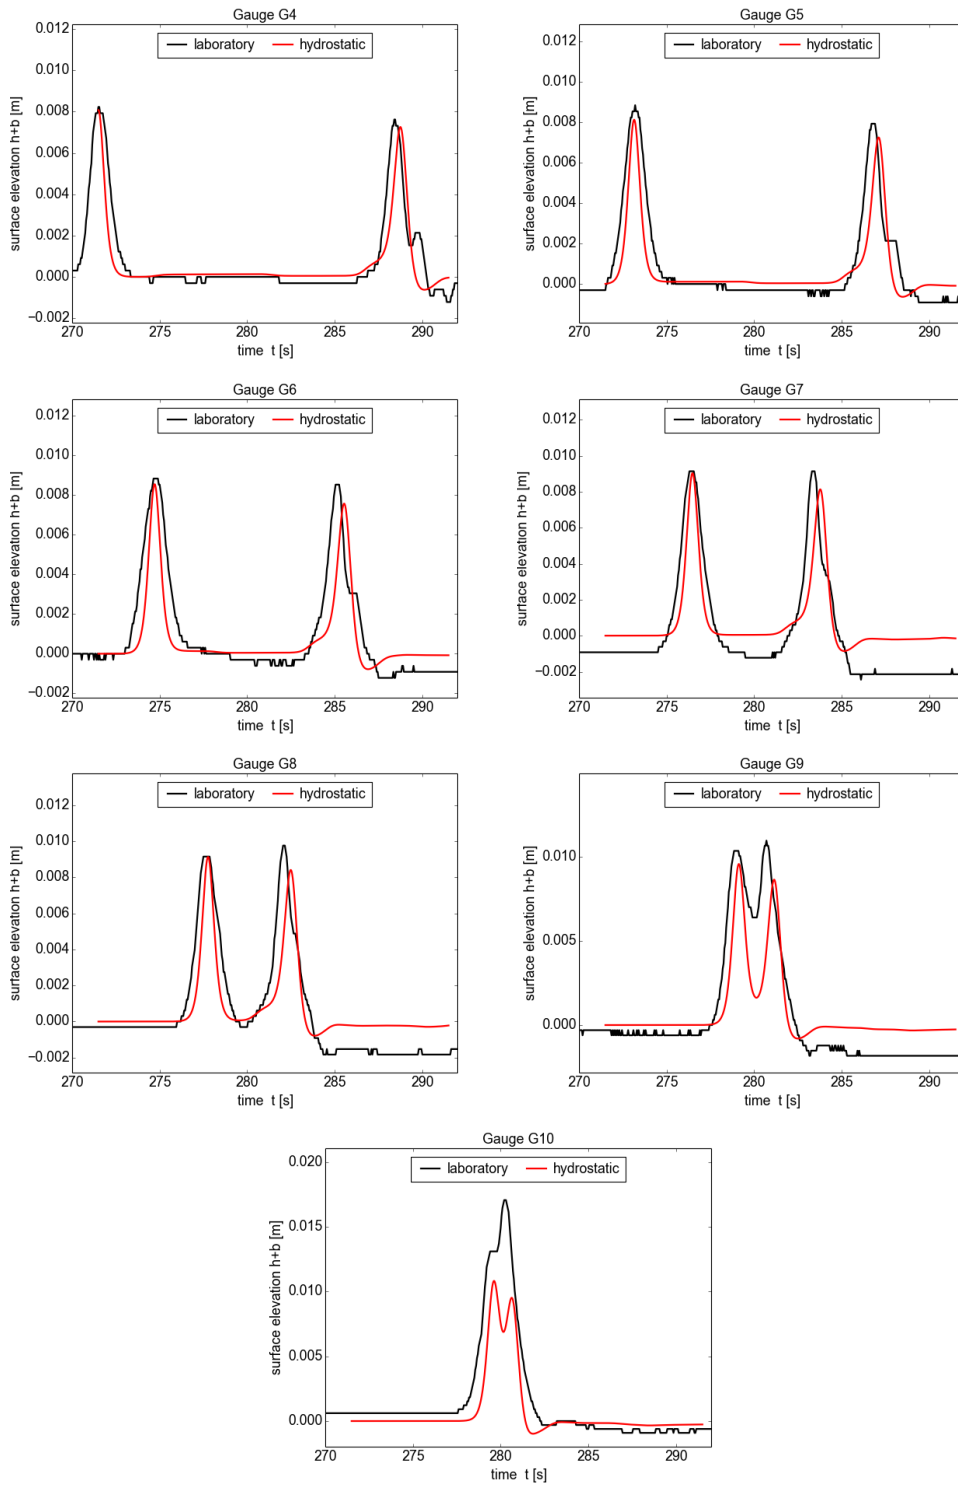 Gauge G4
laboratory hydrostatic
surface elevation h+b [m]
0.012
0.010
0.008
0.006
0.004
0.002
0.000
−0.002
270 275 280 285 290
time t [s]
Gauge G5
laboratory hydrostatic
surface elevation h+b [m]
0.012
0.010
0.008
0.006
0.004
0.002
0.000
270 275 280 285 290
time t [s]
Gauge G6
laboratory hydrostatic
surface elevation h+b [m]
0.012
0.010
0.008
0.006
0.004
0.002
0.000
−0.002
270 275 280 285 290
time t [s]
Gauge G7
laboratory hydrostatic
surface elevation h+b [m]
0.012
0.010
0.008
0.006
0.004
0.002
0.000
−0.002
270 275 280 285 290
time t [s]
Gauge G8
laboratory hydrostatic
surface elevation h+b [m]
0.012
0.010
0.008
0.006
0.004
0.002
0.000
−0.002
270 275 280 285 290
time t [s]
Gauge G9
laboratory hydrostatic
surface elevation h+b [m]
0.010
0.005
0.000
270 275 280 285 290
time t [s]
Gauge G10
laboratory hydrostatic
surface elevation h+b [m]
0.020
0.015
0.010
0.005
0.000
270 275 280 285 290
time t [s]